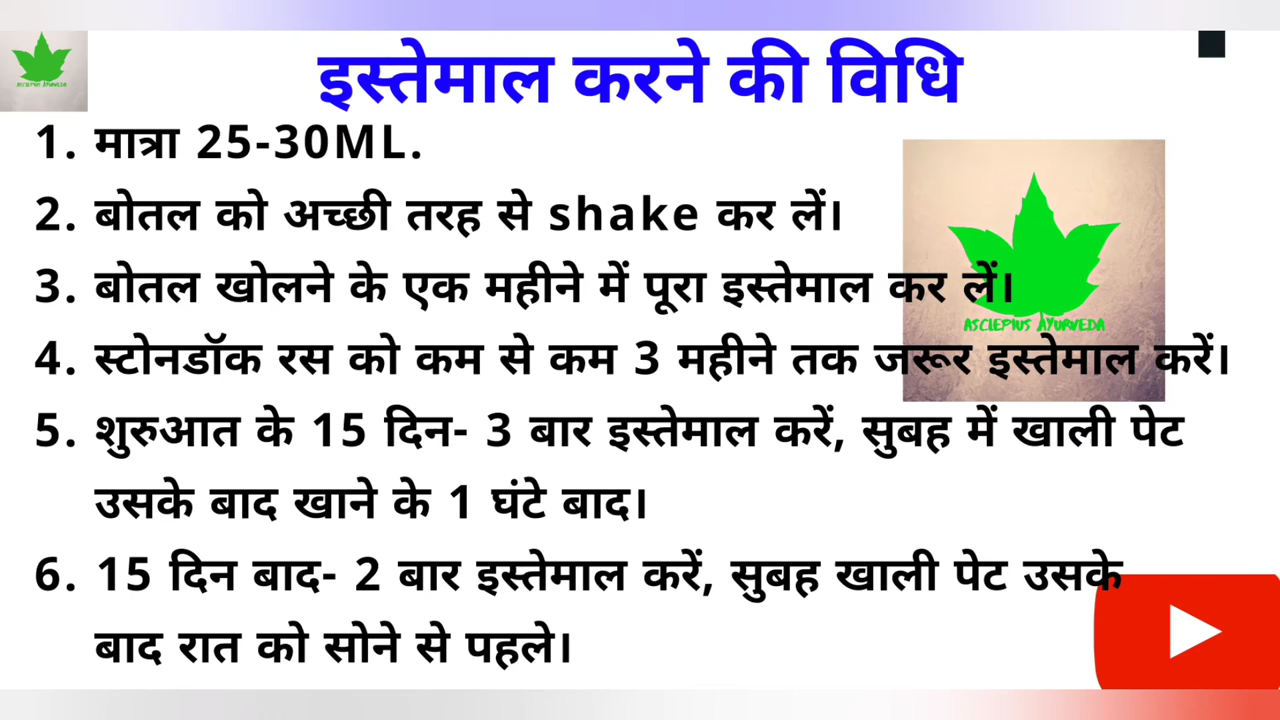 इस्तेमाल करने की विधि
1. मात्रा 25-30ML.
2. बोतल को अच्छी तरह से shake कर लें।
3. बोतल खोलने के एक महीने में पूरा इस्तेमाल कर लें।
ASCLEPIUS AYURVEDA
4. स्टोनडॉक रस को कम से कम 3 महीने तक जरूर इस्तेमाल करें।
5. शुरुआत के 15 दिन- 3 बार इस्तेमाल करें, सुबह में खाली पेट
उसके बाद खाने के 1 घंटे बाद।
6. 15 दिन बाद- 2 बार इस्तेमाल करें, सुबह खाली पेट उसके
बाद रात को सोने से पहले।
ASCLEPIUS AYURVEDA